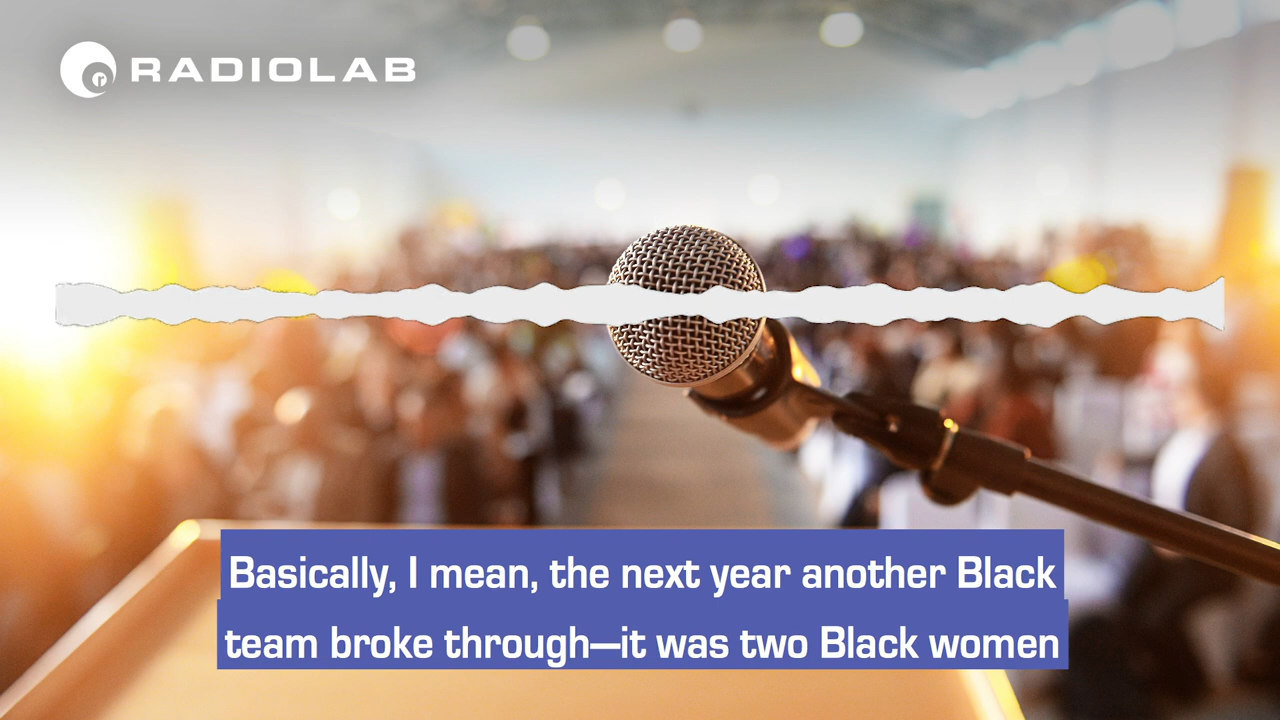 RADIOLAB
Basically, I mean, the next year another Black
team broke through—it was two Black women